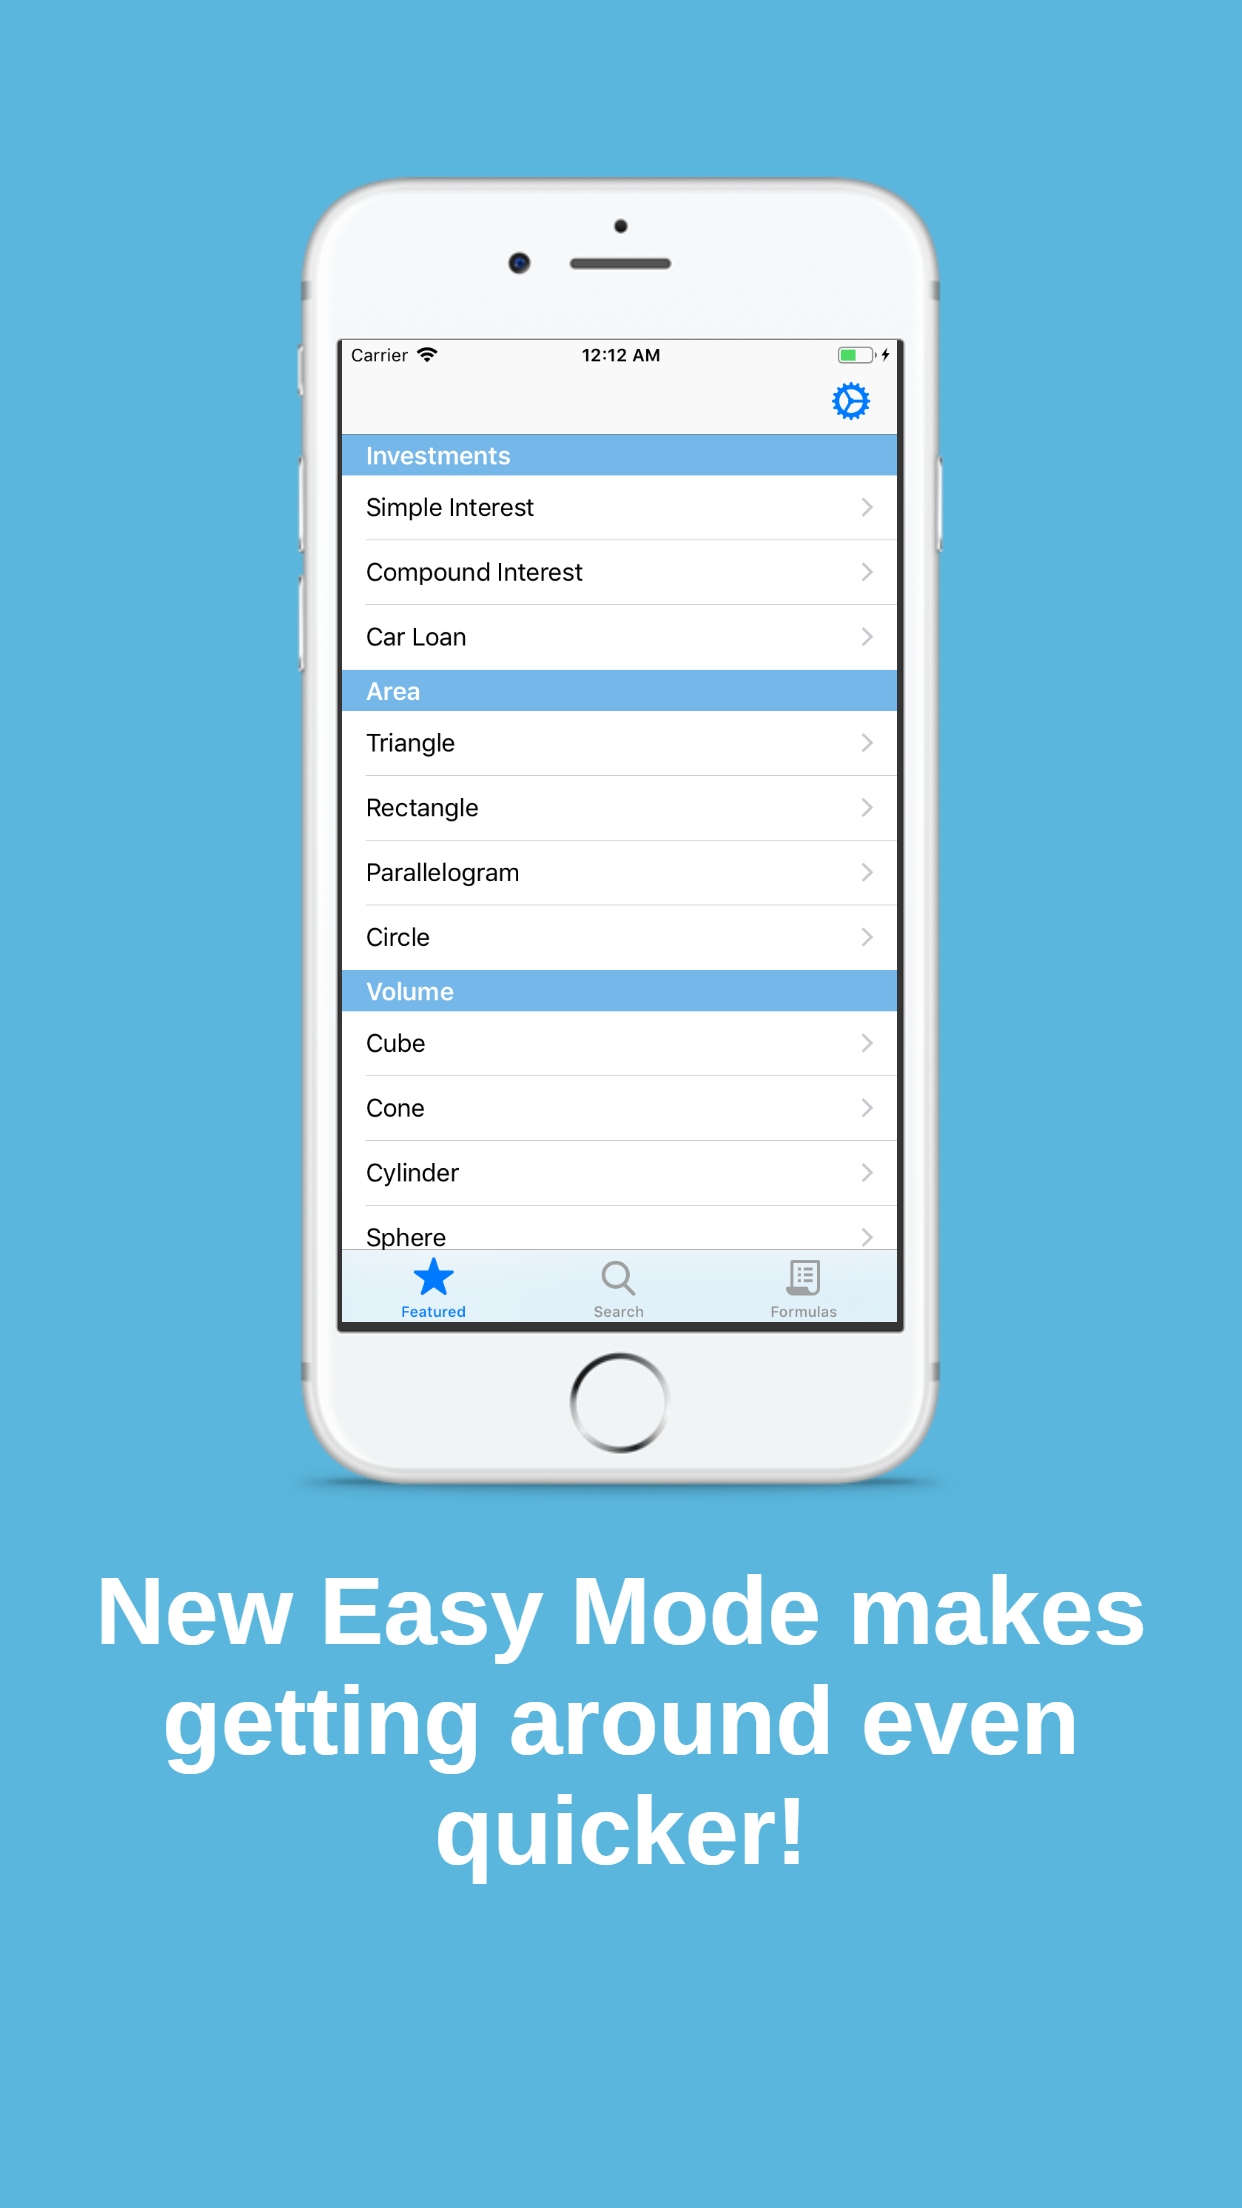 Carrier
12:12 AM
Investments
Simple Interest
Compound Interest
Car Loan
Area
Triangle
Rectangle
Parallelogram
Circle
Volume
Cube
Cone
Cylinder
Sphere
Featured
Search
Formulas
New Easy Mode makes
getting around even
quicker!